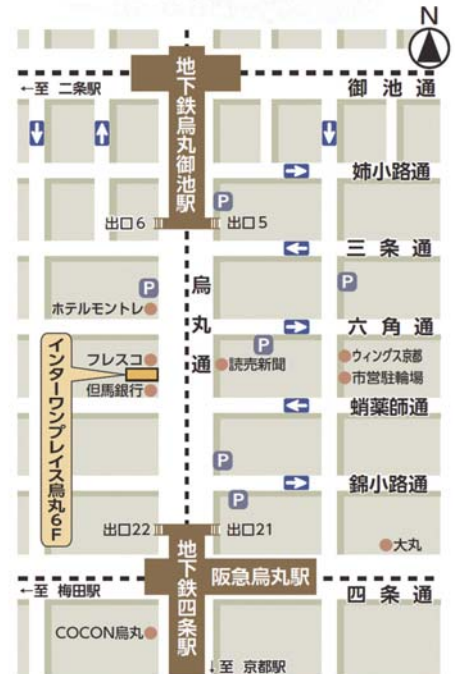 N
地下鉄烏丸御池駅
←至 二条駅
御池通
姉小路通
P
出口6
出口5
三条通
P
P
烏丸通
ホテルモントレ
六角通
P
インターワンプレイス烏丸6F
フレスコ
読売新聞
ウィングス京都
但馬銀行
市営駐輪場
蛸薬師通
P
錦小路通
P
出口22
出口21
地下鉄四条駅
大丸
阪急烏丸駅
←至 梅田駅
四条通
COCON烏丸
↓至 京都駅